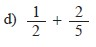 d) 1/2 + 2/5